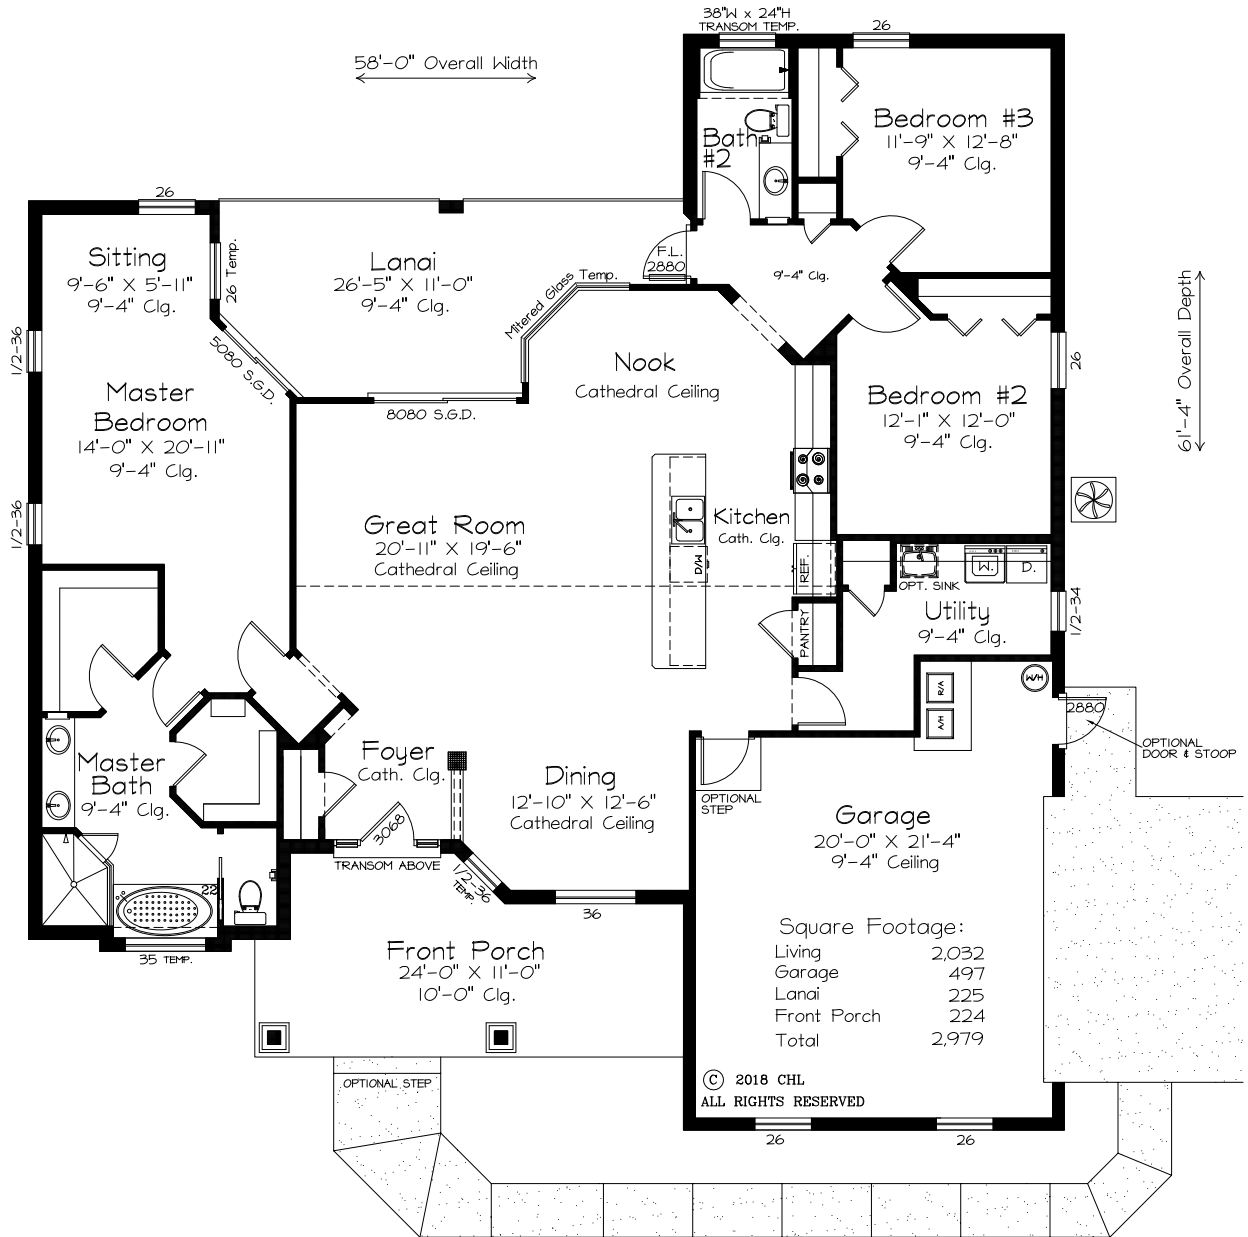 38"W x 24"H
TRANSOM TEMP.
26
58'-0" Overall Width
Bedroom #3
11'-9" X 12'-8"
9'-4" Clg.
Bath
#2
26
Sitting
9'-6" X 5'-11"
9'-4" Clg.
26 Temp.
Lanai
26'-5" X 11'-0"
9'-4" Clg.
F.L.
2880
9'-4" Clg.
Mitered Glass Temp.
61'-4" Overall Depth
1/2-36
5080 S.G.D.
Nook
Cathedral Ceiling
26
Master
Bedroom
14'-0" X 20'-11"
9'-4" Clg.
8080 S.G.D.
Bedroom #2
12'-1" X 12'-0"
9'-4" Clg.
1/2-36
Great Room
20'-11" X 19'-6"
Cathedral Ceiling
Kitchen
Cath. Clg.
D/W
REF.
OPT. SINK
W.
D.
Utility
9'-4" Clg.
1/2-34
PANTRY
R/A
A/H
W/H
2880
OPTIONAL
DOOR & STOOP
Master
Bath
9'-4" Clg.
Foyer
Cath. Clg.
3068
TRANSOM ABOVE
Dining
12'-10" X 12'-6"
Cathedral Ceiling
OPTIONAL
STEP
Garage
20'-0" X 21'-4"
9'-4" Ceiling
1/2-36
TEMP.
22
36
35 TEMP.
Front Porch
24'-0" X 11'-0"
10'-0" Clg.
Square Footage:
Living 2,032
Garage 497
Lanai 225
Front Porch 224
Total 2,979
OPTIONAL STEP
© 2018 CHL
ALL RIGHTS RESERVED
26
26